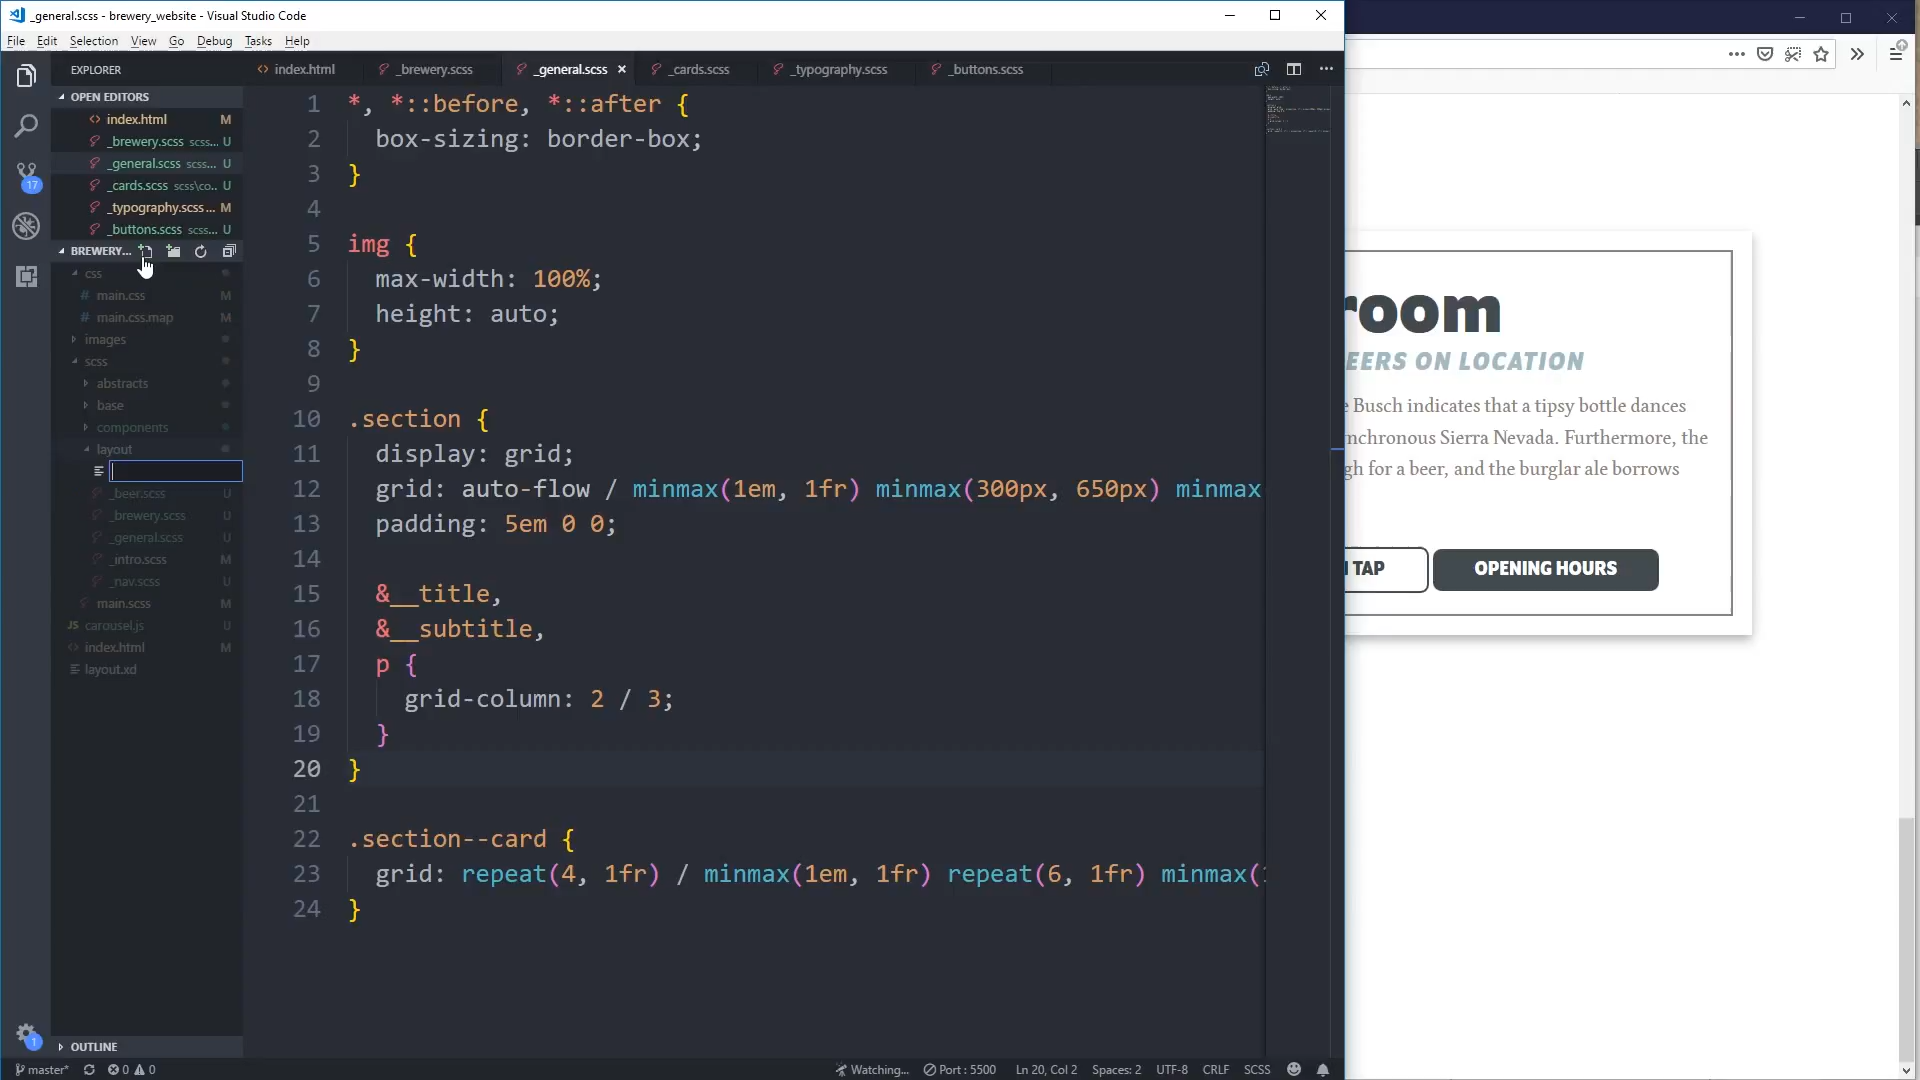 _general.scss - brewery_website - Visual Studio Code
File Edit Selection View Go Debug Tasks Help
EXPLORER
index.html _brewery.scss _general.scss _cards.scss _typography.scss _buttons.scss
OPEN EDITORS
index.html M
_brewery.scss scss... U
_general.scss scss... U
_cards.scss scss\co.. U
_typography.scss ... M
_buttons.scss scss... U
BREWERY...
css
# main.css M
# main.css.map M
images
scss
abstracts
base
components
layout
_beer.scss U
_brewery.scss U
_general.scss U
_intro.scss M
_nav.scss U
main.scss M
JS carousel.js U
index.html M
layout.xd
OUTLINE
17
1
1 *, *::before, *::after {
2 box-sizing: border-box;
3 }
4
5 img {
6 max-width: 100%;
7 height: auto;
8 }
9
10 .section {
11 display: grid;
12 grid: auto-flow / minmax(1em, 1fr) minmax(300px, 650px) minmax
13 padding: 5em 0 0;
14
15 &__title,
16 &__subtitle,
17 p {
18 grid-column: 2 / 3;
19 }
20 }
21
22 .section--card {
23 grid: repeat(4, 1fr) / minmax(1em, 1fr) repeat(6, 1fr) minmax(
24 }
master* 0 0 Watching... Port : 5500 Ln 20, Col 2 Spaces: 2 UTF-8 CRLF SCSS
room
EERS ON LOCATION
Busch indicates that a tipsy bottle dances
nchronous Sierra Nevada. Furthermore, the
gh for a beer, and the burglar ale borrows
TAP
OPENING HOURS